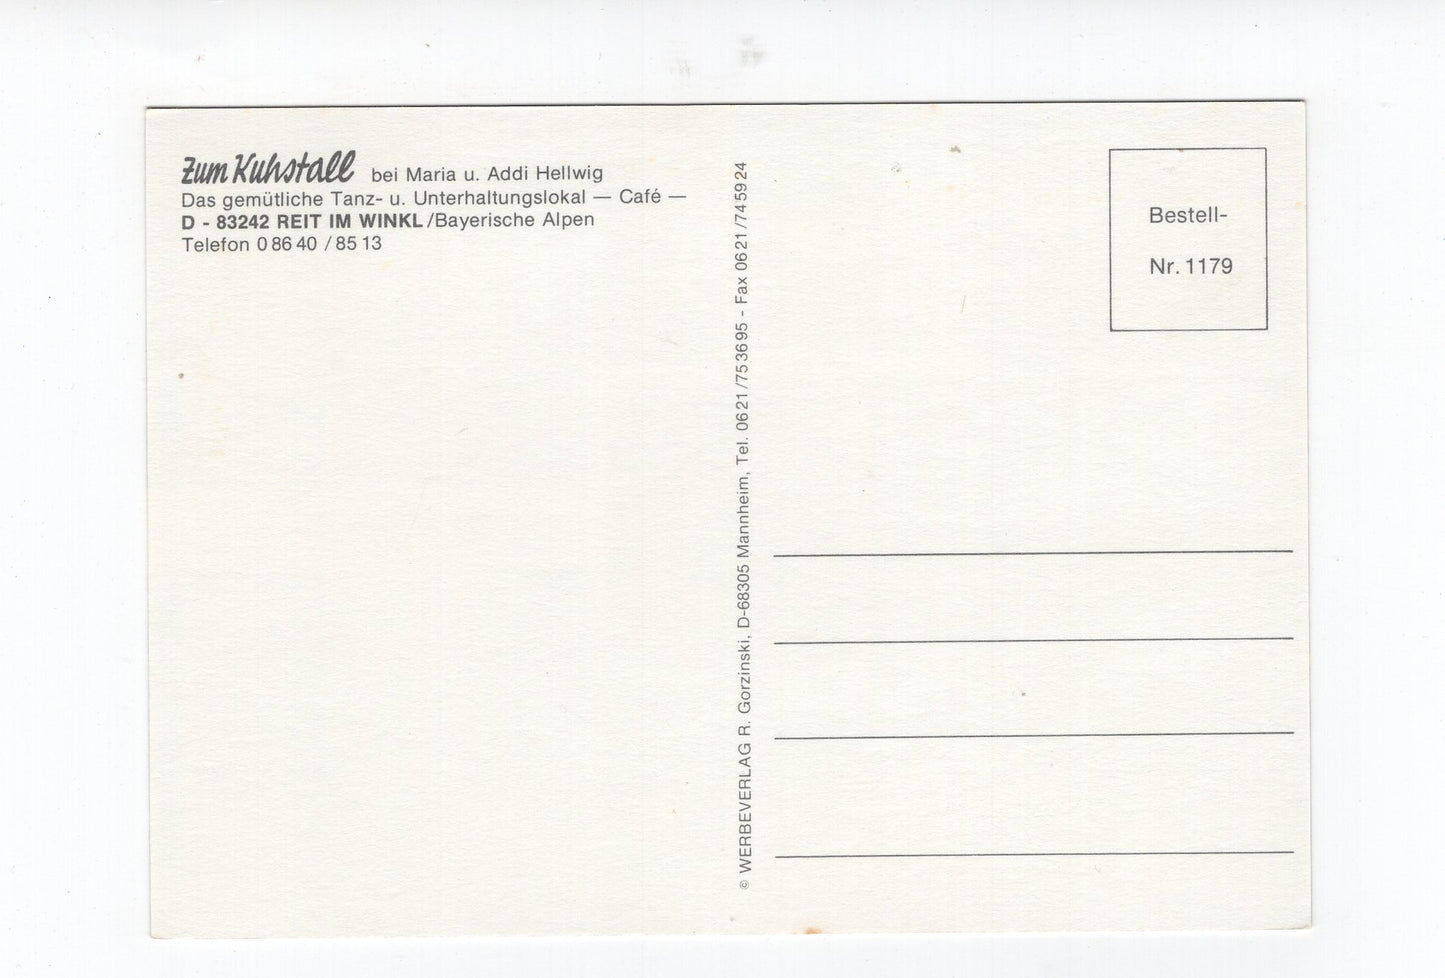 Zum Kuhstall bei Maria u. Addi Hellwig
Das gemütliche Tanz- u. Unterhaltungslokal — Café —
D - 83242 REIT IM WINKL/Bayerische Alpen
Telefon 0 86 40 / 85 13
© WERBEVERLAG R. Gorzinski, D-68305 Mannheim, Tel. 06 21 / 75 36 95 - Fax 06 21 / 74 59 24
Bestell-
Nr. 1179